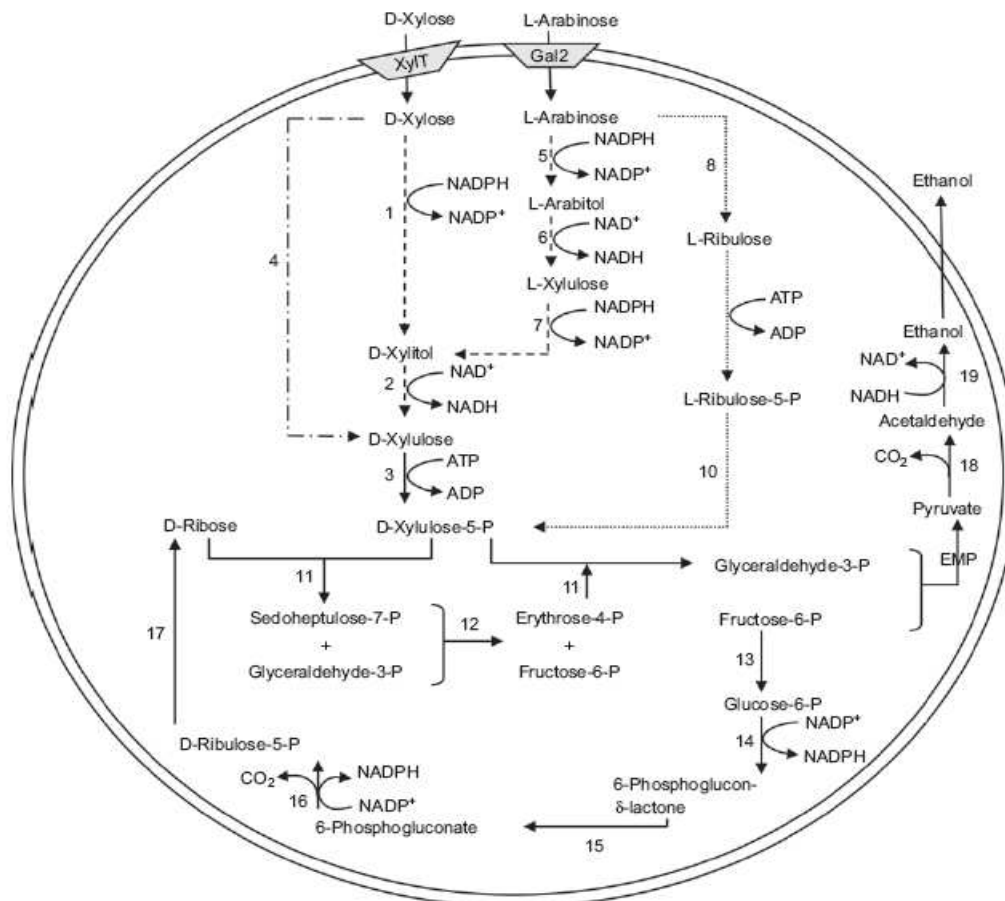 D-Xylose
L-Arabinose
XylT
Gal2
D-Xylose
L-Arabinose
5
NADPH
NADP⁺
8
Ethanol
1
NADPH
NADP⁺
L-Arabitol
6
NAD⁺
NADH
L-Ribulose
4
L-Xylulose
7
NADPH
NADP⁺
ATP
ADP
Ethanol
D-Xylitol
2
NAD⁺
NADH
NAD⁺
NADH
19
L-Ribulose-5-P
Acetaldehyde
D-Xylulose
3
ATP
ADP
10
CO₂
18
Pyruvate
D-Ribose
D-Xylulose-5-P
EMP
11
11
Glyceraldehyde-3-P
Sedoheptulose-7-P
+
Glyceraldehyde-3-P
12
Erythrose-4-P
+
Fructose-6-P
Fructose-6-P
17
13
Glucose-6-P
14
NADP⁺
NADPH
D-Ribulose-5-P
CO₂
NADPH
16
NADP⁺
6-Phosphoglucon-
δ-lactone
6-Phosphogluconate
15